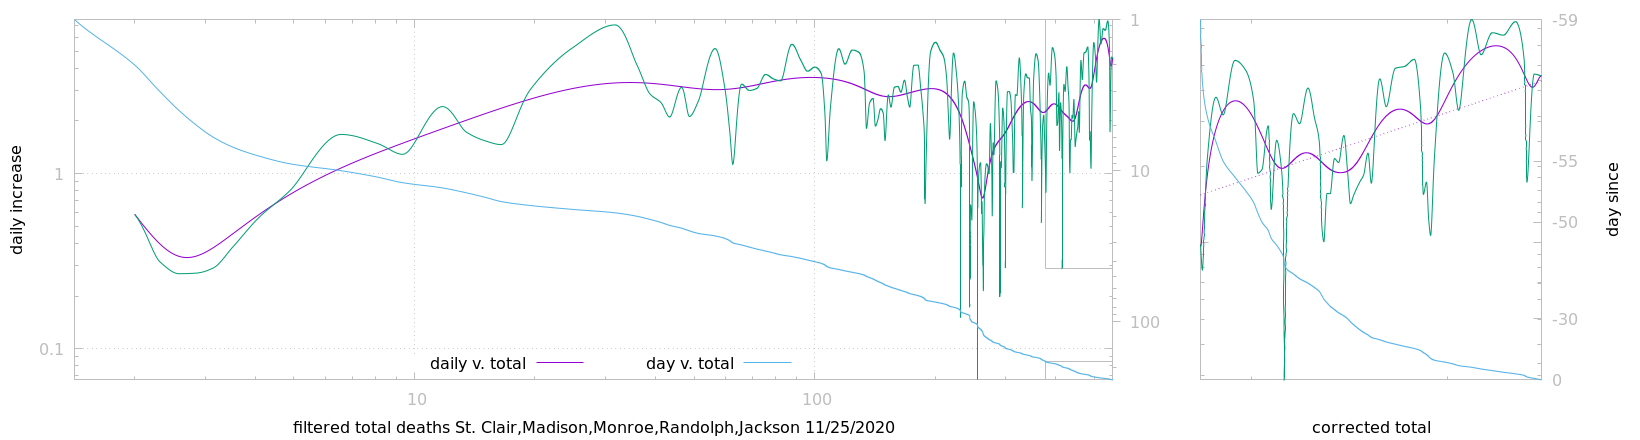 daily increase
1
0.1
10
100
1
10
100
daily v. total
day v. total
filtered total deaths St. Clair,Madison,Monroe,Randolph,Jackson 11/25/2020
-59
-55
-50
-30
0
day since
corrected total